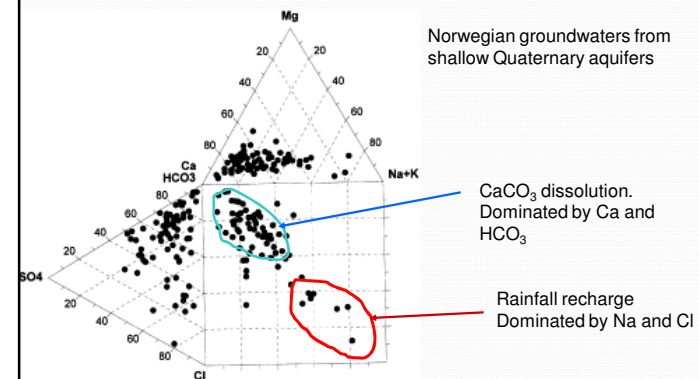 Mg
Norwegian groundwaters from
shallow Quaternary aquifers
20
20
40
40
60
60
80
80
Ca
HCO3
Na+K
80
60
40
20
SO4
20
40
60
80
Cl
CaCO₃ dissolution.
Dominated by Ca and
HCO₃
Rainfall recharge
Dominated by Na and Cl